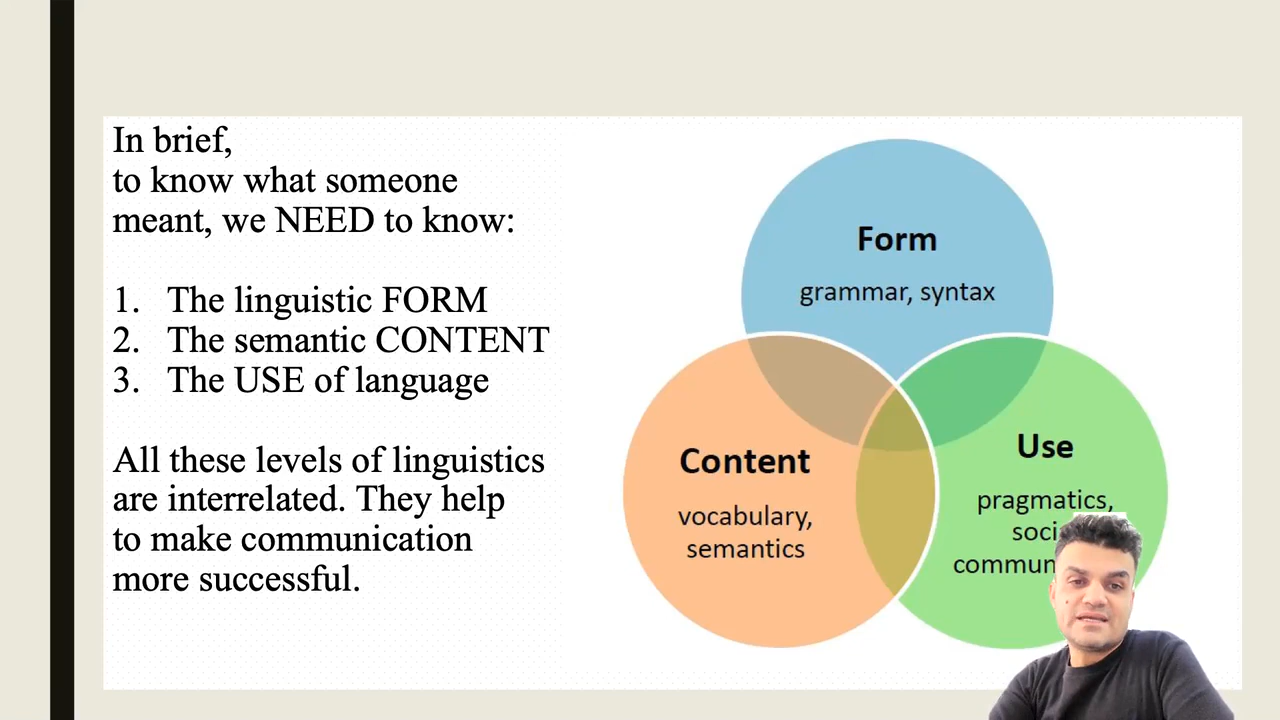 In brief,
to know what someone
meant, we NEED to know:
1. The linguistic FORM
2. The semantic CONTENT
3. The USE of language
All these levels of linguistics
are interrelated. They help
to make communication
more successful.
Form
grammar, syntax
Content
vocabulary,
semantics
Use
pragmatics,